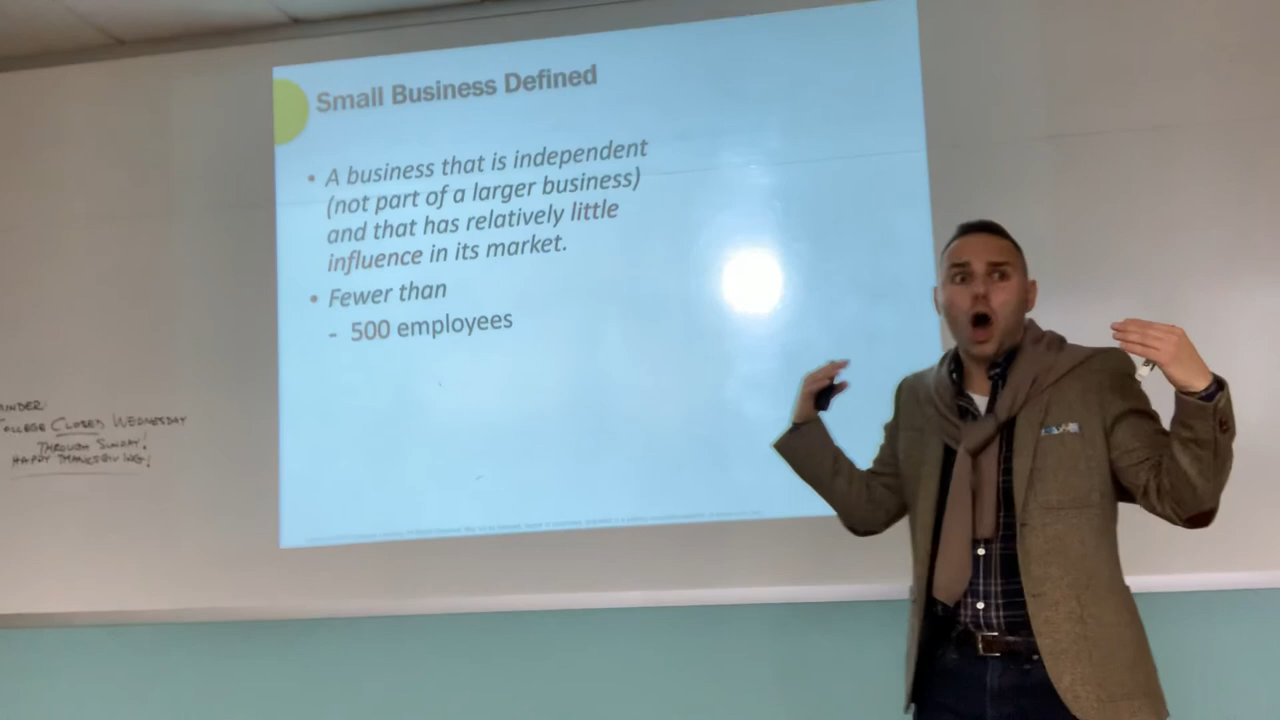 Small Business Defined
• A business that is independent
(not part of a larger business)
and that has relatively little
influence in its market.
• Fewer than
- 500 employees
MINDER:
COLLEGE CLOSED WEDNESDAY
THROUGH SUNDAY!
HAPPY THANKSGIVING!